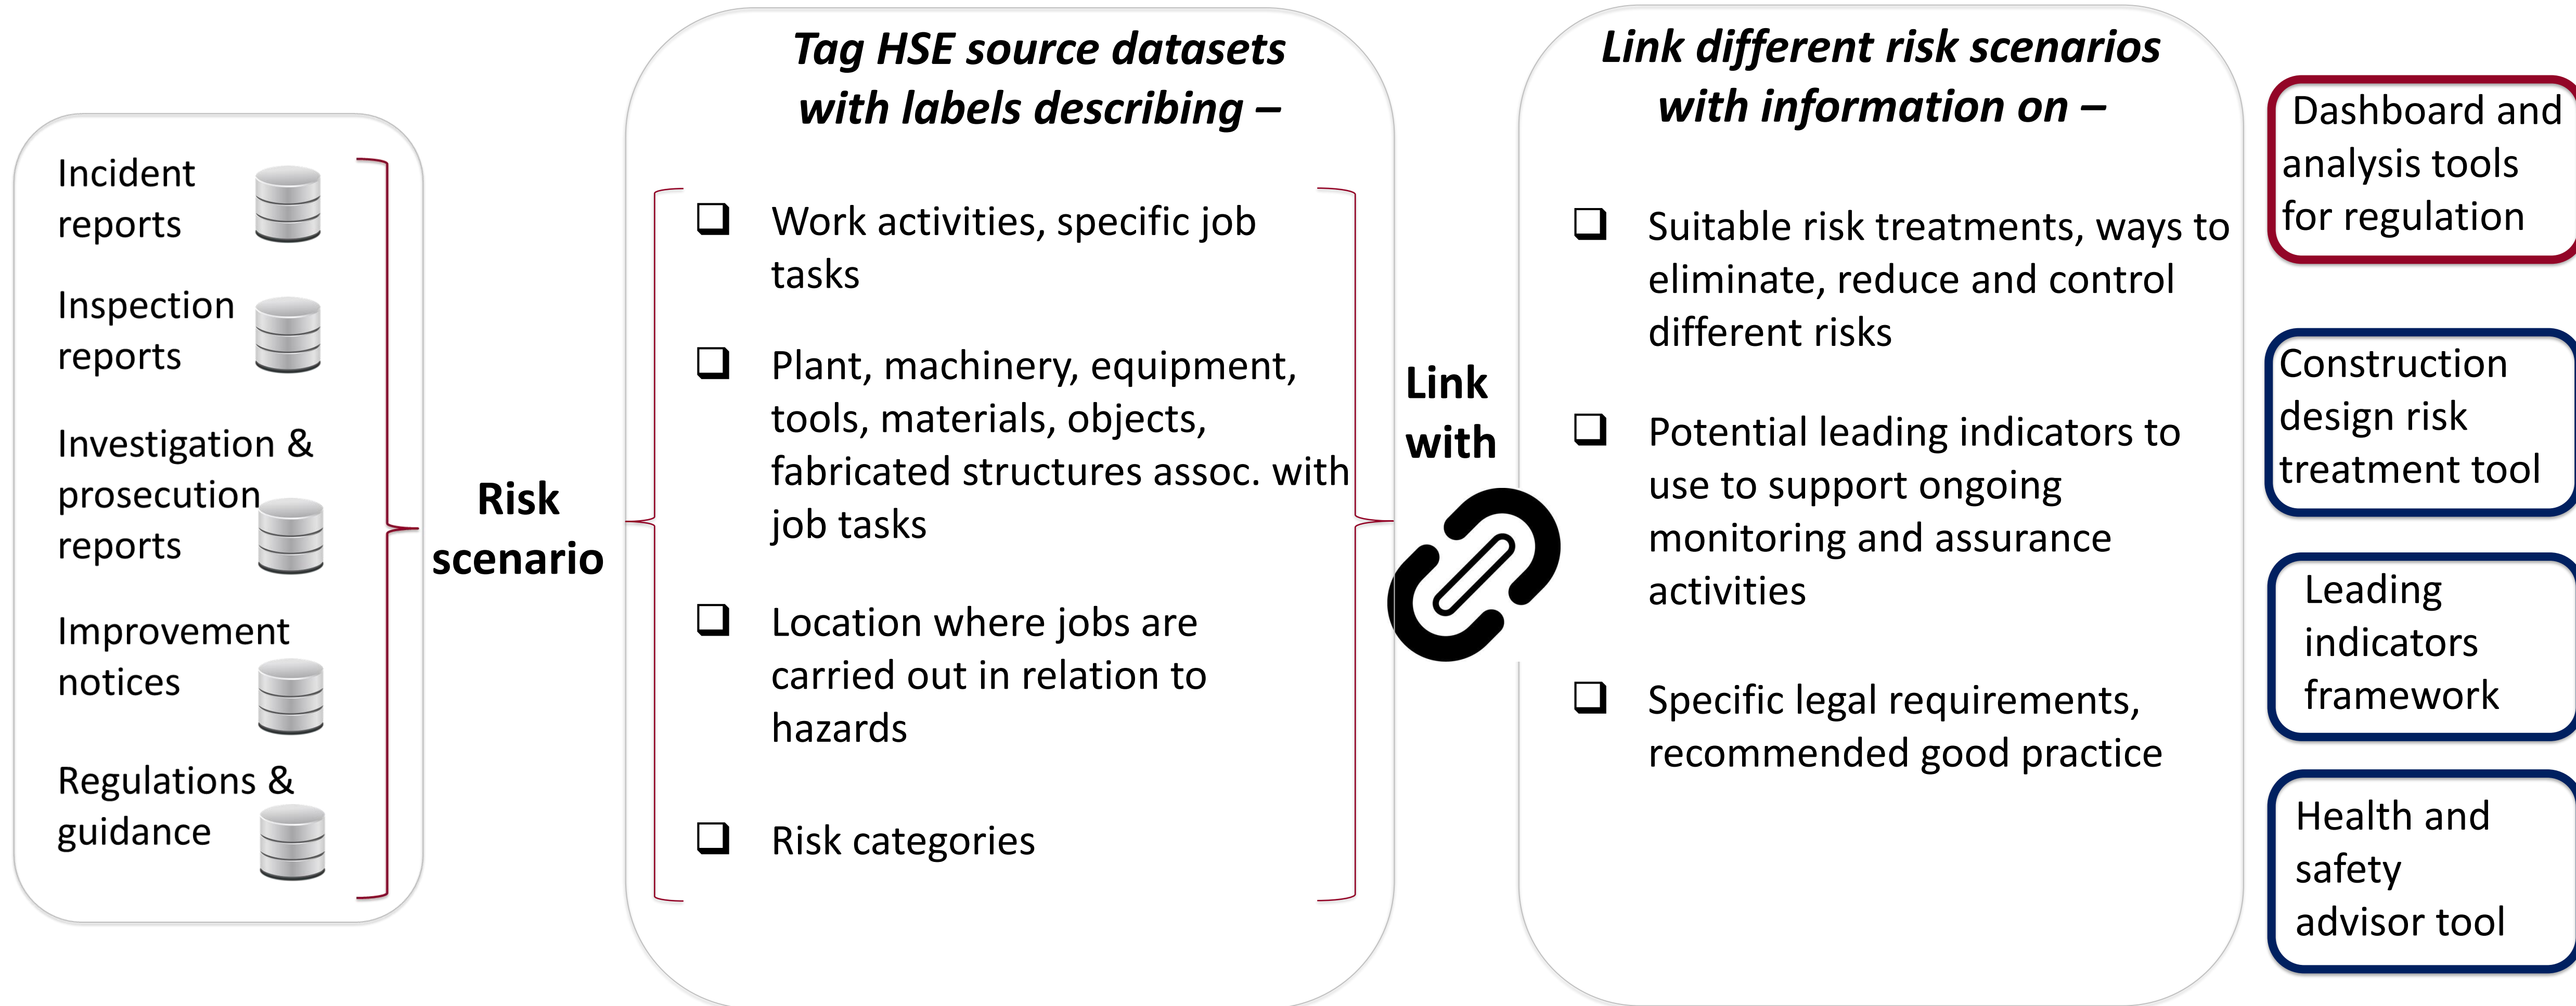 Incident
reports
Inspection
reports
Investigation &
prosecution
reports
Improvement
notices
Regulations &
guidance
Risk
scenario
Tag HSE source datasets
with labels describing –
Work activities, specific job
tasks
Plant, machinery, equipment,
tools, materials, objects,
fabricated structures assoc. with
job tasks
Location where jobs are
carried out in relation to
hazards
Risk categories
Link
with
Link different risk scenarios
with information on –
Suitable risk treatments, ways to
eliminate, reduce and control
different risks
Potential leading indicators to
use to support ongoing
monitoring and assurance
activities
Specific legal requirements,
recommended good practice
Dashboard and
analysis tools
for regulation
Construction
design risk
treatment tool
Leading
indicators
framework
Health and
safety
advisor tool